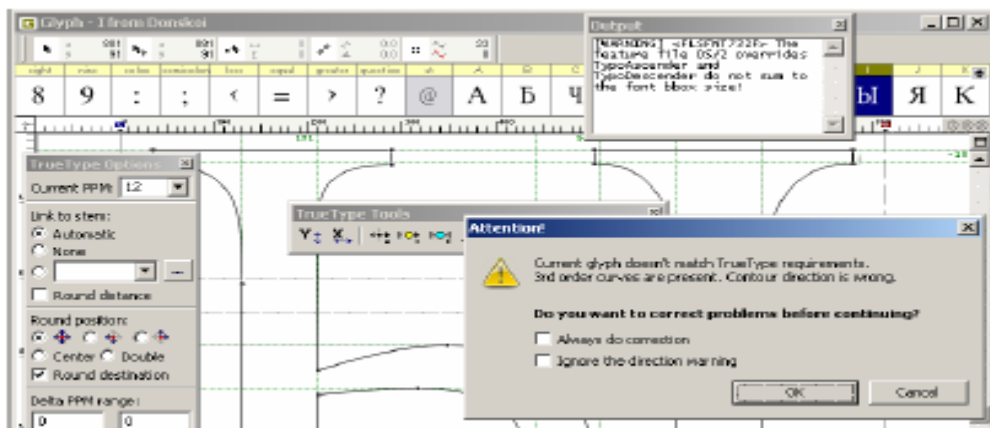 Glyph - I from Donskoi
Output
[WARNING] <FLSFNT732F> The
feature file OS/2 overrides
TypoAscender and
TypoDescender do not sum to
the font bbox size!
eight nine colon semicolon less equal greater question at A B C I J K
8 9 : ; < = > ? @ А Б Ч Ы Я К
TrueType Options
Current PPM: 12
Link to stem:
Automatic
None
Round distance
Round position:
Center Double
Round destination
Delta PPM range:
0 0
TrueType Tools
Attention!
Current glyph doesn't match TrueType requirements.
3rd order curves are present. Contour direction is wrong.
Do you want to correct problems before continuing?
Always do correction
Ignore the direction warning
OK Cancel